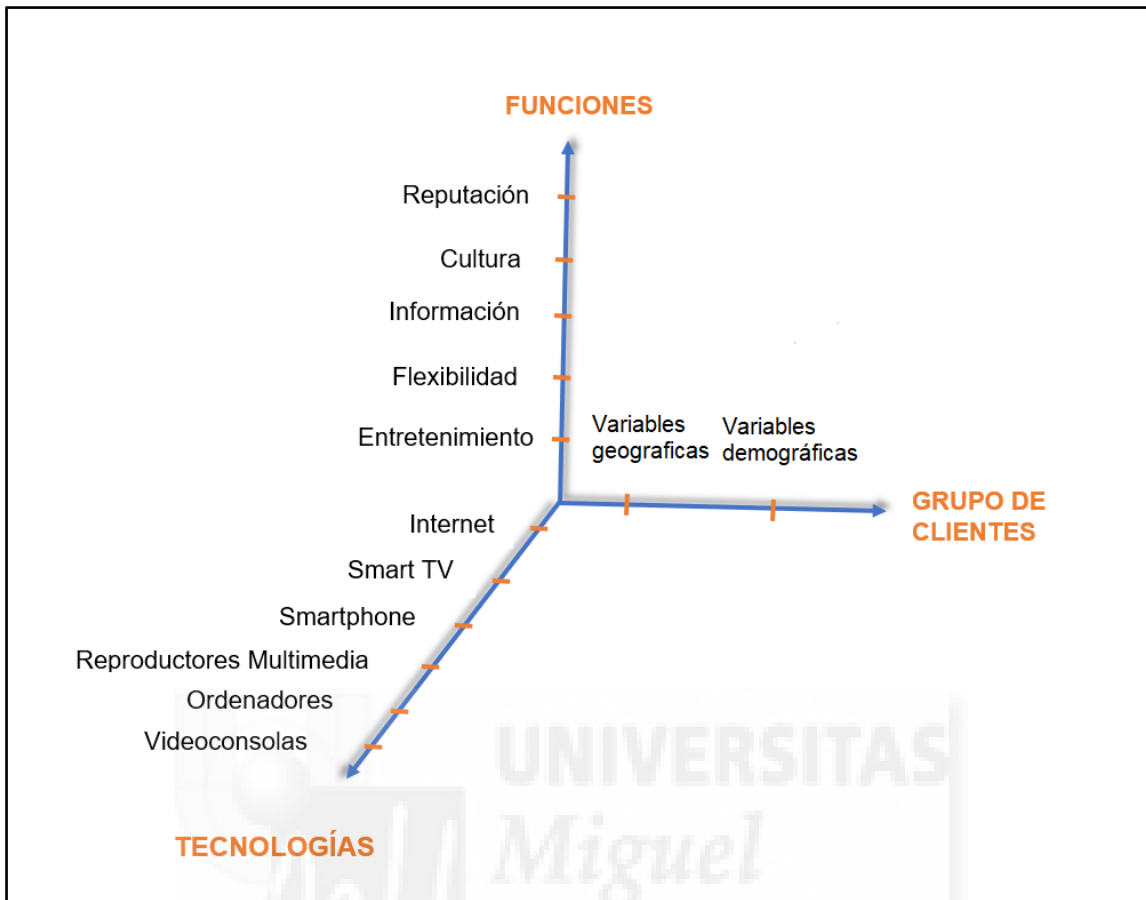 FUNCIONES
Reputación
Cultura
Información
Flexibilidad
Entretenimiento
Variables
geograficas
Variables
demográficas
GRUPO DE
CLIENTES
Internet
Smart TV
Smartphone
Reproductores Multimedia
Ordenadores
Videoconsolas
TECNOLOGÍAS
UNIVERSITAS
Miguel